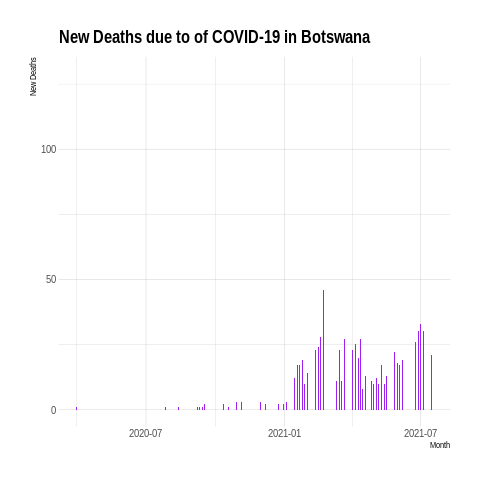 New Deaths due to of COVID-19 in Botswana
New Deaths
100
50
0
2020-07
2021-01
2021-07
Month